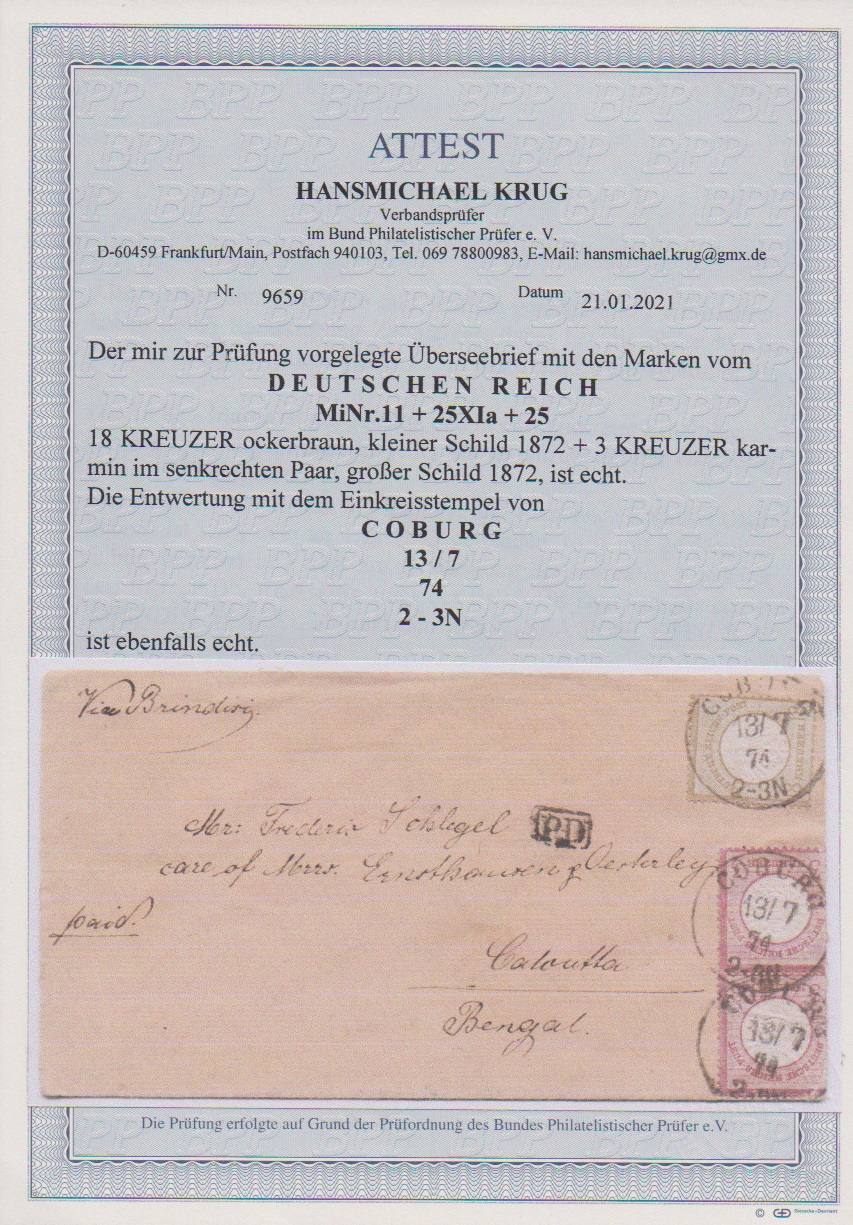 ATTEST
HANSMICHAEL KRUG
Verbandsprüfer
im Bund Philatelistischer Prüfer e. V.
D-60459 Frankfurt/Main, Postfach 940103, Tel. 069 78800983, E-Mail: hansmichael.krug@gmx.de
Nr. 9659 Datum 21.01.2021
Der mir zur Prüfung vorgelegte Überseebrief mit den Marken vom
DEUTSCHEN REICH
MiNr.11 + 25XIa + 25
18 KREUZER ockerbraun, kleiner Schild 1872 + 3 KREUZER kar-
min im senkrechten Paar, großer Schild 1872, ist echt.
Die Entwertung mit dem Einkreisstempel von
COBURG
13 / 7
74
2 - 3N
ist ebenfalls echt.
Via Brindisi.
13/ 7
74
2-3N
Mr: Frederic Schlegel
PD
care of Mrrs. Ernsthausen & Oesterley
COBURG
13/ 7
74
paid.
Calcutta
13/ 7
74
Bengal.
Die Prüfung erfolgte auf Grund der Prüfordnung des Bundes Philatelistischer Prüfer e.V.
© Giesecke+Devrient